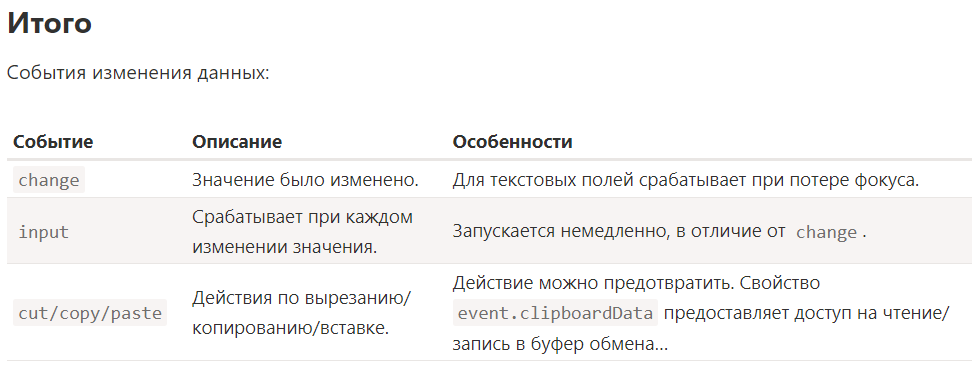 Итого
События изменения данных:
Событие Описание Особенности
change Значение было изменено. Для текстовых полей срабатывает при потере фокуса.
input Срабатывает при каждом изменении значения. Запускается немедленно, в отличие от change.
cut/copy/paste Действия по вырезанию/копированию/вставке. Действие можно предотвратить. Свойство event.clipboardData предоставляет доступ на чтение/запись в буфер обмена…